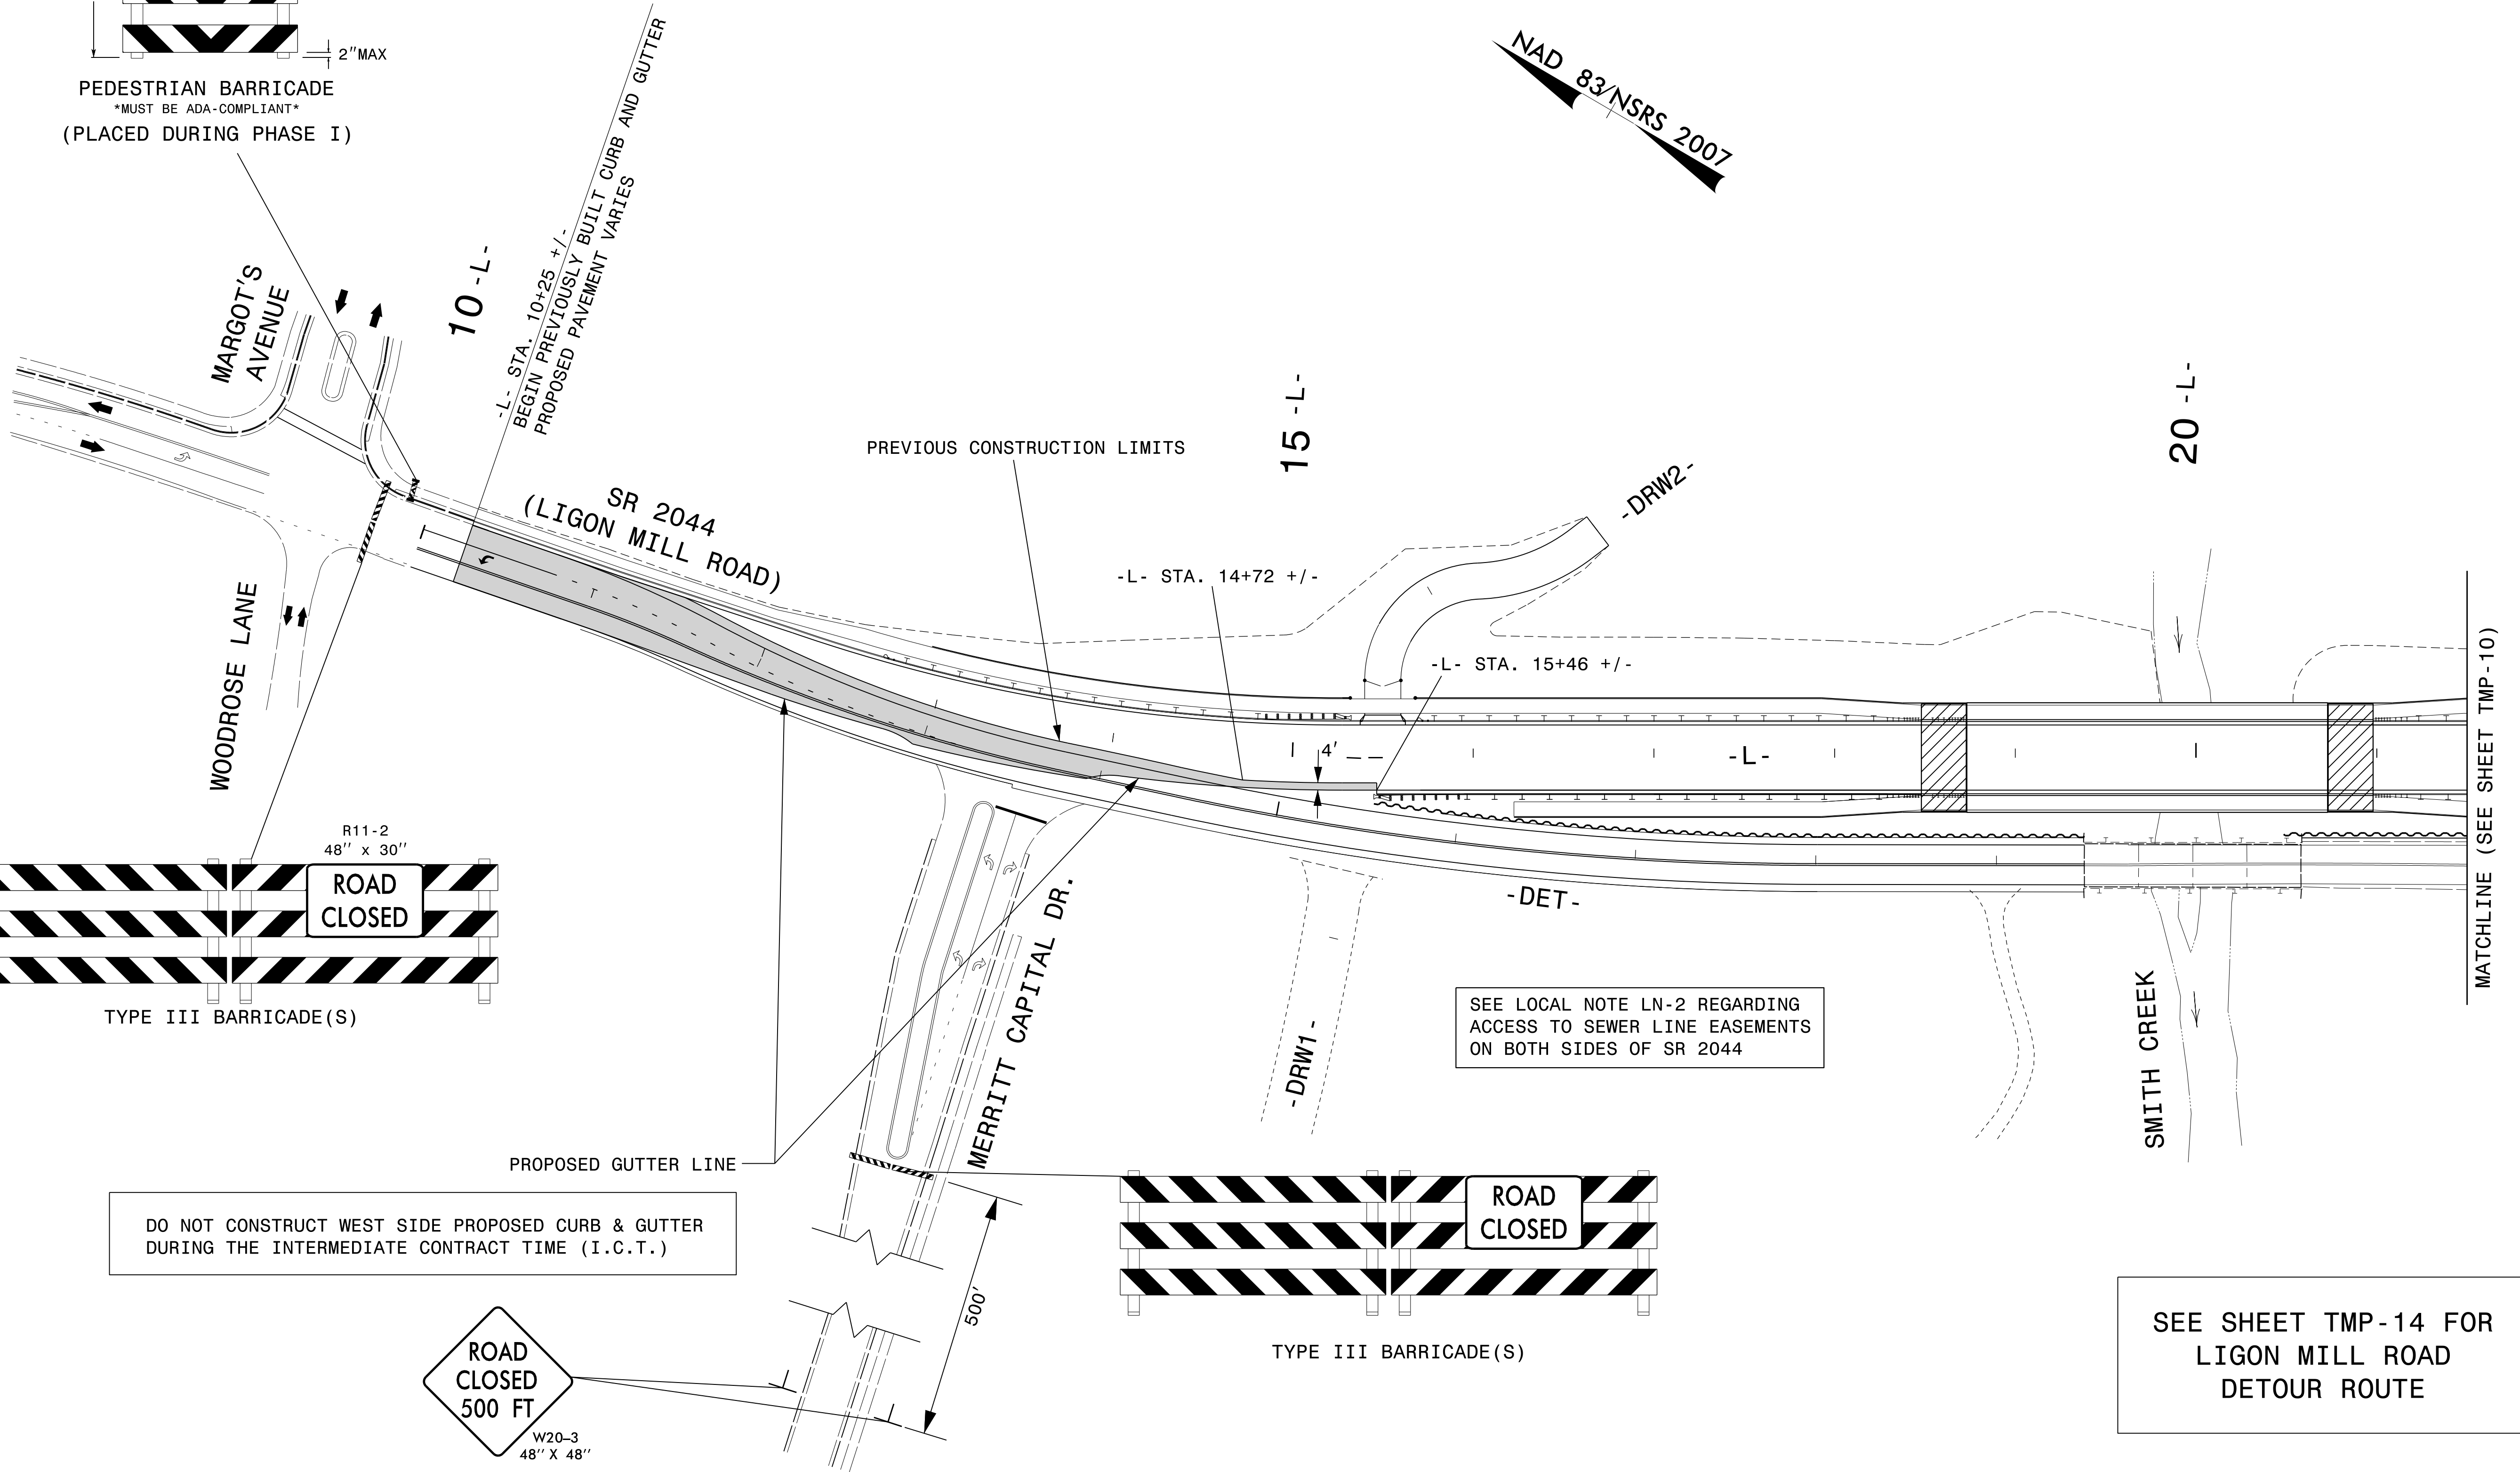 2"MAX
PEDESTRIAN BARRICADE
*MUST BE ADA-COMPLIANT*
(PLACED DURING PHASE I)
NAD 83/NSRS 2007
-L- STA. 10+25 +/-
BEGIN PREVIOUSLY BUILT CURB AND GUTTER
PROPOSED PAVEMENT VARIES
10 -L-
MARGOT'S
AVENUE
15 -L-
20 -L-
PREVIOUS CONSTRUCTION LIMITS
SR 2044
(LIGON MILL ROAD)
-DRW2-
-L- STA. 14+72 +/-
-L- STA. 15+46 +/-
WOODROSE LANE
4'
-L-
MATCHLINE (SEE SHEET TMP-10)
R11-2
48" x 30"
ROAD
CLOSED
TYPE III BARRICADE(S)
-DET-
MERRITT CAPITAL DR.
-DRW1-
SEE LOCAL NOTE LN-2 REGARDING
ACCESS TO SEWER LINE EASEMENTS
ON BOTH SIDES OF SR 2044
SMITH CREEK
PROPOSED GUTTER LINE
DO NOT CONSTRUCT WEST SIDE PROPOSED CURB & GUTTER
DURING THE INTERMEDIATE CONTRACT TIME (I.C.T.)
ROAD
CLOSED
TYPE III BARRICADE(S)
500'
ROAD
CLOSED
500 FT
W20-3
48" X 48"
SEE SHEET TMP-14 FOR
LIGON MILL ROAD
DETOUR ROUTE